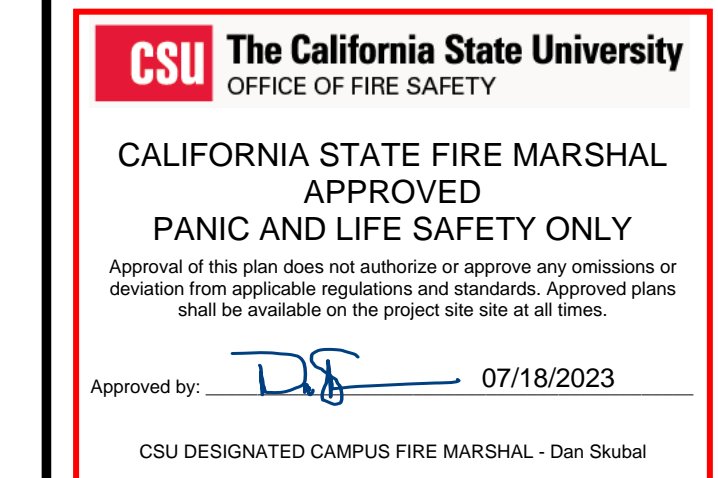 CSU The California State University
OFFICE OF FIRE SAFETY
CALIFORNIA STATE FIRE MARSHAL
APPROVED
PANIC AND LIFE SAFETY ONLY
Approval of this plan does not authorize or approve any omissions or
deviation from applicable regulations and standards. Approved plans
shall be available on the project site site at all times.
Approved by: 07/18/2023
CSU DESIGNATED CAMPUS FIRE MARSHAL - Dan Skubal